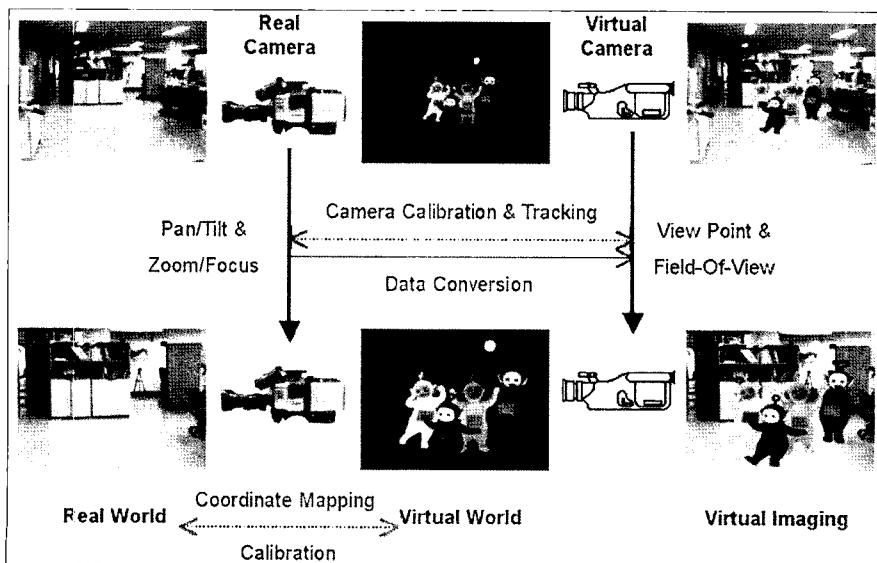 Real
Camera
Virtual
Camera
Camera Calibration & Tracking
Pan/Tilt &
Zoom/Focus
View Point &
Field-Of-View
Data Conversion
Coordinate Mapping
Real World
Virtual World
Virtual Imaging
Calibration